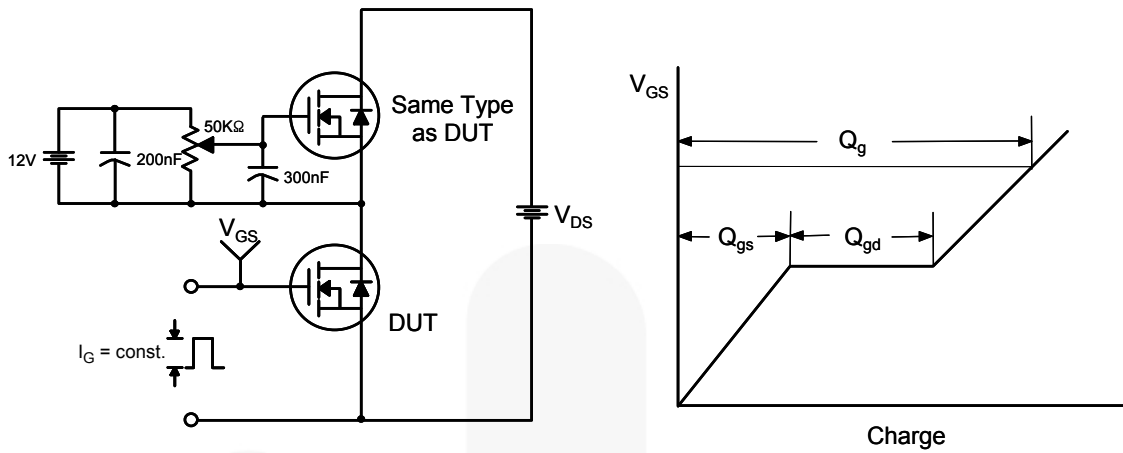 12V
200nF
50KΩ
300nF
Same Type
as DUT
V_DS
V_GS
DUT
I_G = const.
V_GS
Q_g
Q_gs
Q_gd
Charge